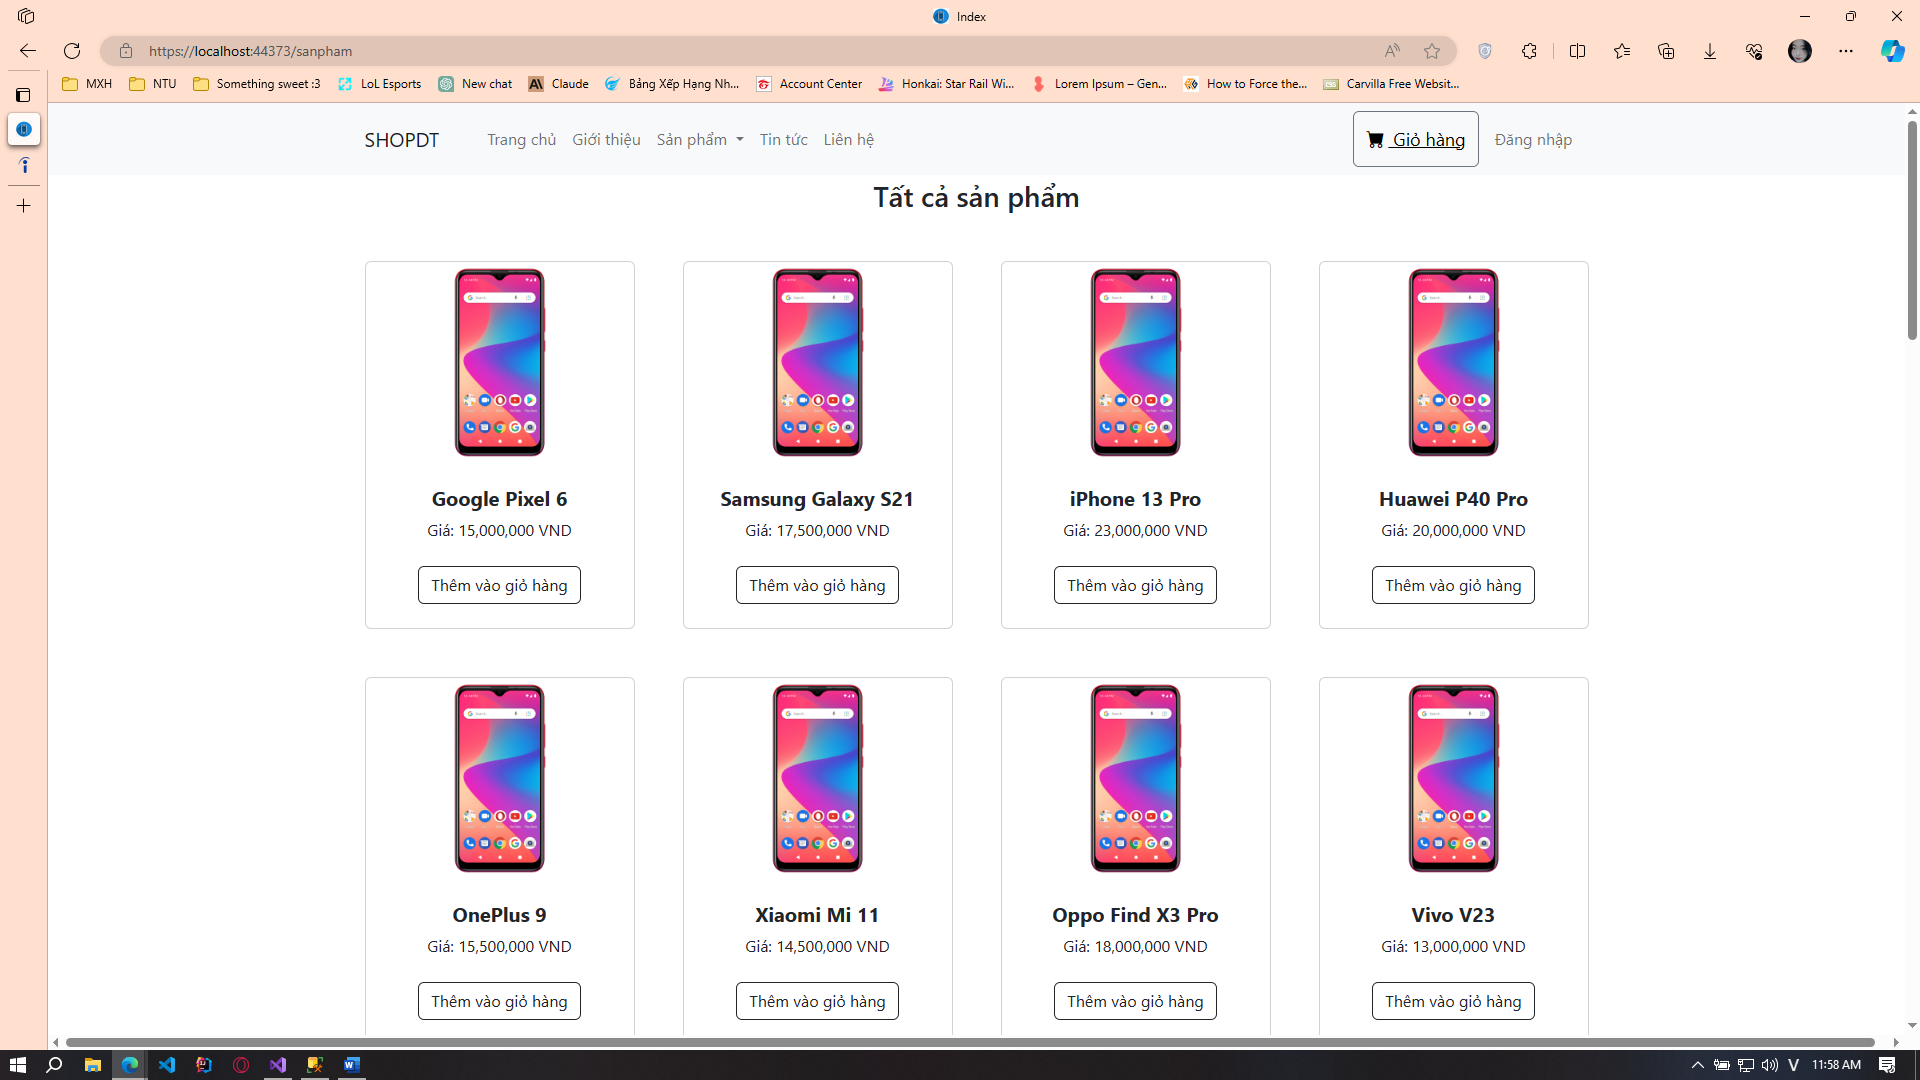 Index
https://localhost:44373/sanpham
MXH NTU Something sweet :3 LoL Esports New chat Claude Bảng Xếp Hạng Nh... Account Center Honkai: Star Rail Wi... Lorem Ipsum – Gen... How to Force the... Carvilla Free Websit...
SHOPDT Trang chủ Giới thiệu Sản phẩm Tin tức Liên hệ Giỏ hàng Đăng nhập
Tất cả sản phẩm
Google Pixel 6 Samsung Galaxy S21 iPhone 13 Pro Huawei P40 Pro
Giá: 15,000,000 VND Giá: 17,500,000 VND Giá: 23,000,000 VND Giá: 20,000,000 VND
Thêm vào giỏ hàng Thêm vào giỏ hàng Thêm vào giỏ hàng Thêm vào giỏ hàng
OnePlus 9 Xiaomi Mi 11 Oppo Find X3 Pro Vivo V23
Giá: 15,500,000 VND Giá: 14,500,000 VND Giá: 18,000,000 VND Giá: 13,000,000 VND
Thêm vào giỏ hàng Thêm vào giỏ hàng Thêm vào giỏ hàng Thêm vào giỏ hàng
V 11:58 AM